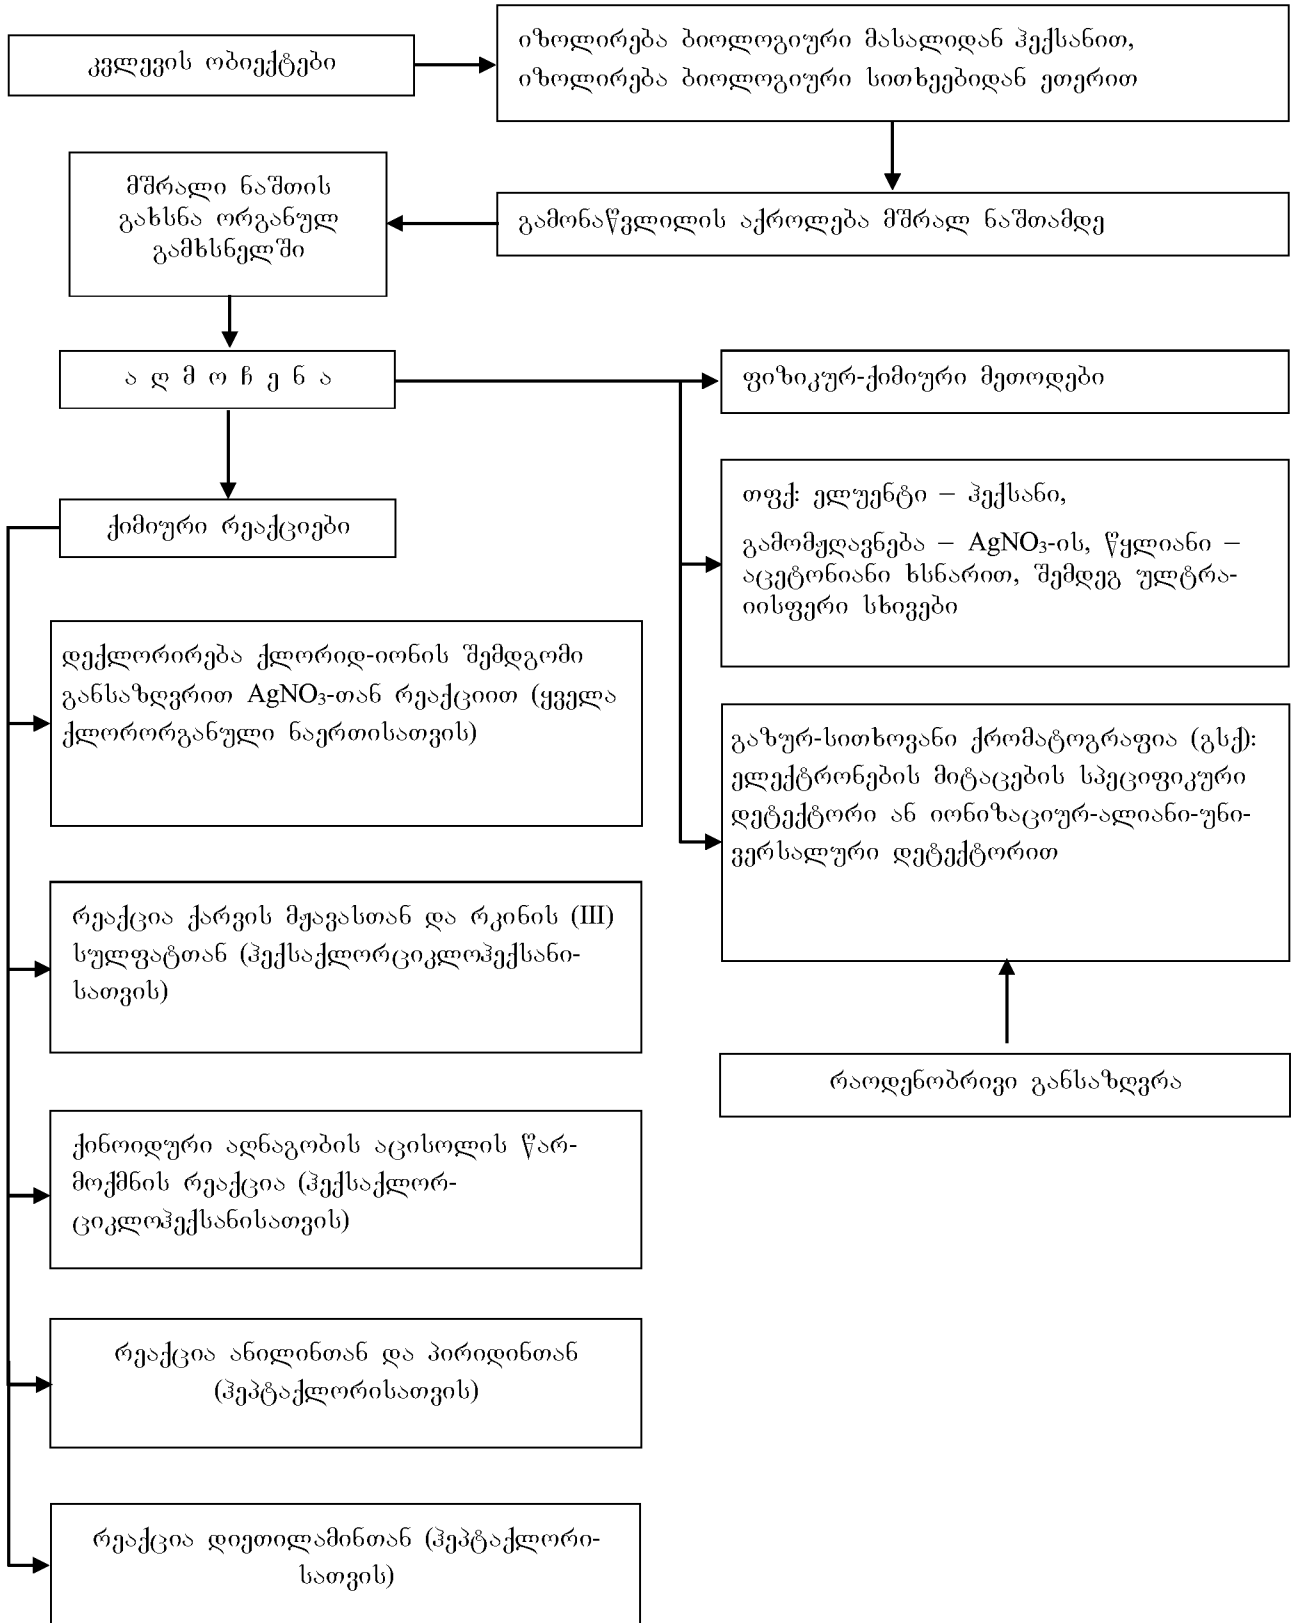 კვლევის ობიექტები
იზოლირება ბიოლოგიური მასალიდან ჰექსანით,
იზოლირება ბიოლოგიური სითხეებიდან ეთერით
გამონაწვლილის აქროლება მშრალ ნაშთამდე
მშრალი ნაშთის
გახსნა ორგანულ
გამხსნელში
ა ღ მ ო ჩ ე ნ ა
ქიმიური რეაქციები
დექლორირება ქლორიდ-იონის შემდგომი
განსაზღვრით AgNO₃-თან რეაქციით (ყველა
ქლორორგანული ნაერთისათვის)
რეაქცია ქარვის მჟავასთან და რკინის (III)
სულფატთან (ჰექსაქლორციკლოჰექსანი-
სათვის)
ქინოიდური აღნაგობის აცისოლის წარ-
მოქმნის რეაქცია (ჰექსაქლორ-
ციკლოჰექსანისათვის)
რეაქცია ანილინთან და პირიდინთან
(ჰეპტაქლორისათვის)
რეაქცია დიეთილამინთან (ჰეპტაქლორი-
სათვის)
ფიზიკურ-ქიმიური მეთოდები
თფქ: ელუენტი – ჰექსანი,
გამომჟღავნება – AgNO₃-ის, წყლიანი –
აცეტონიანი ხსნარით, შემდეგ ულტრა-
იისფერი სხივები
გაზურ-სითხოვანი ქრომატოგრაფია (გსქ):
ელექტრონების მიტაცების სპეციფიკური
დეტექტორი ან იონიზაციურ-ალიანი-უნი-
ვერსალური დეტექტორით
რაოდენობრივი განსაზღვრა